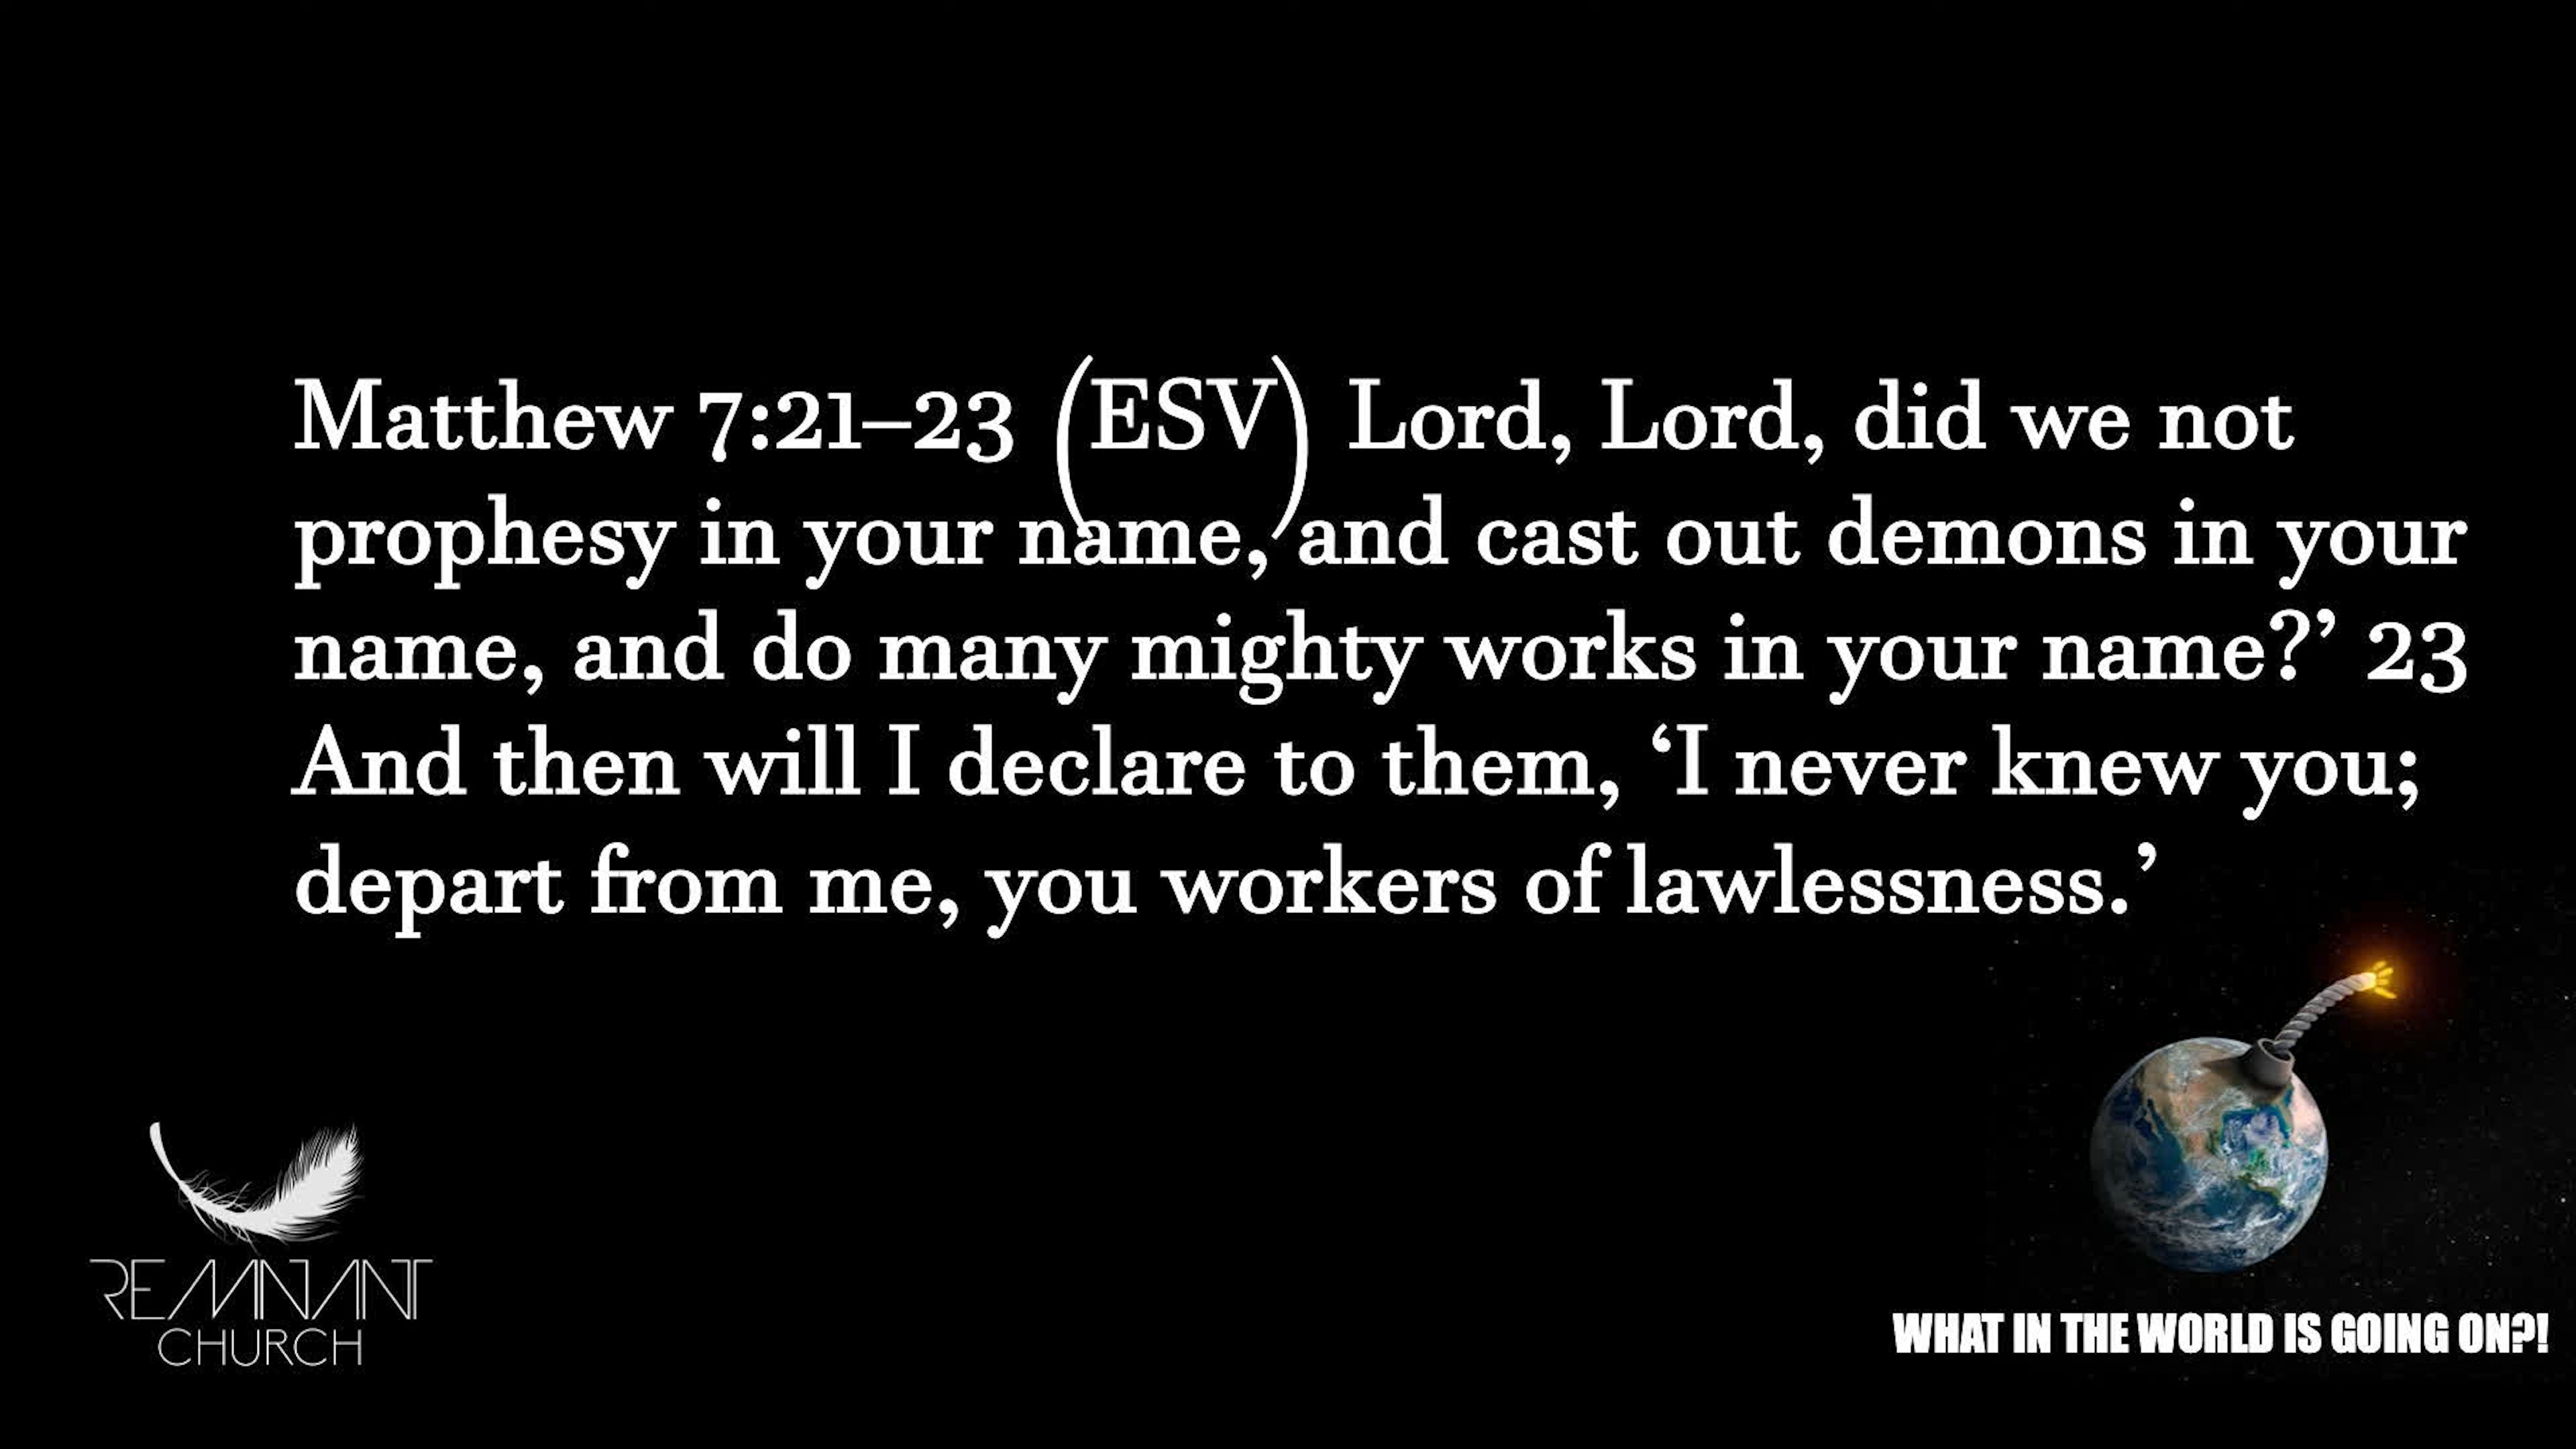 Matthew 7:21–23 (ESV) Lord, Lord, did we not
prophesy in your name, and cast out demons in your
name, and do many mighty works in your name?’ 23
And then will I declare to them, ‘I never knew you;
depart from me, you workers of lawlessness.’
REMNANT
CHURCH
WHAT IN THE WORLD IS GOING ON?!